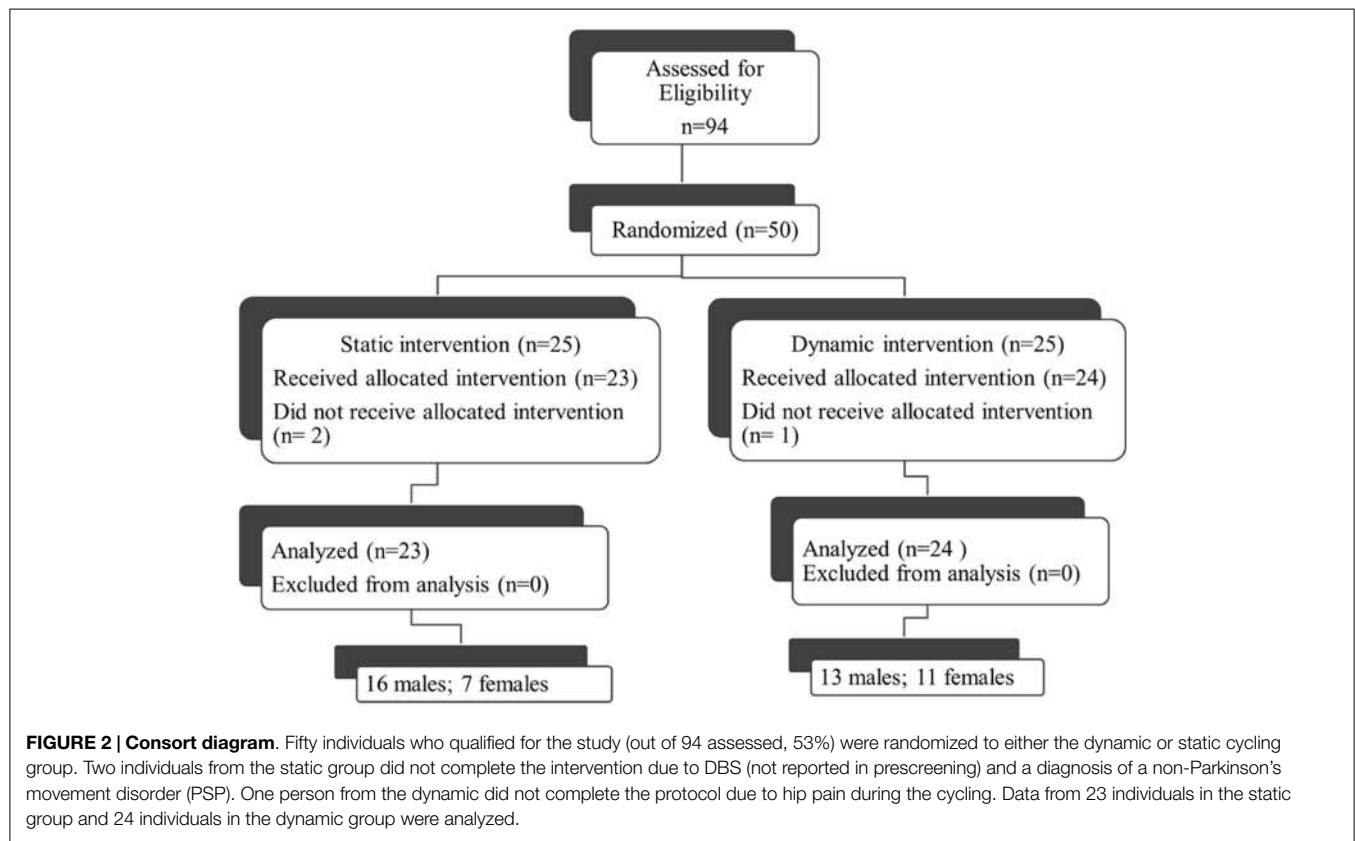 Assessed for
Eligibility
n=94
Randomized (n=50)
Static intervention (n=25)
Received allocated intervention (n=23)
Did not receive allocated intervention
(n= 2)
Dynamic intervention (n=25)
Received allocated intervention (n=24)
Did not receive allocated intervention
(n= 1)
Analyzed (n=23)
Excluded from analysis (n=0)
Analyzed (n=24 )
Excluded from analysis (n=0)
16 males; 7 females
13 males; 11 females
FIGURE 2 | Consort diagram. Fifty individuals who qualified for the study (out of 94 assessed, 53%) were randomized to either the dynamic or static cycling
group. Two individuals from the static group did not complete the intervention due to DBS (not reported in prescreening) and a diagnosis of a non-Parkinson's
movement disorder (PSP). One person from the dynamic did not complete the protocol due to hip pain during the cycling. Data from 23 individuals in the static
group and 24 individuals in the dynamic group were analyzed.